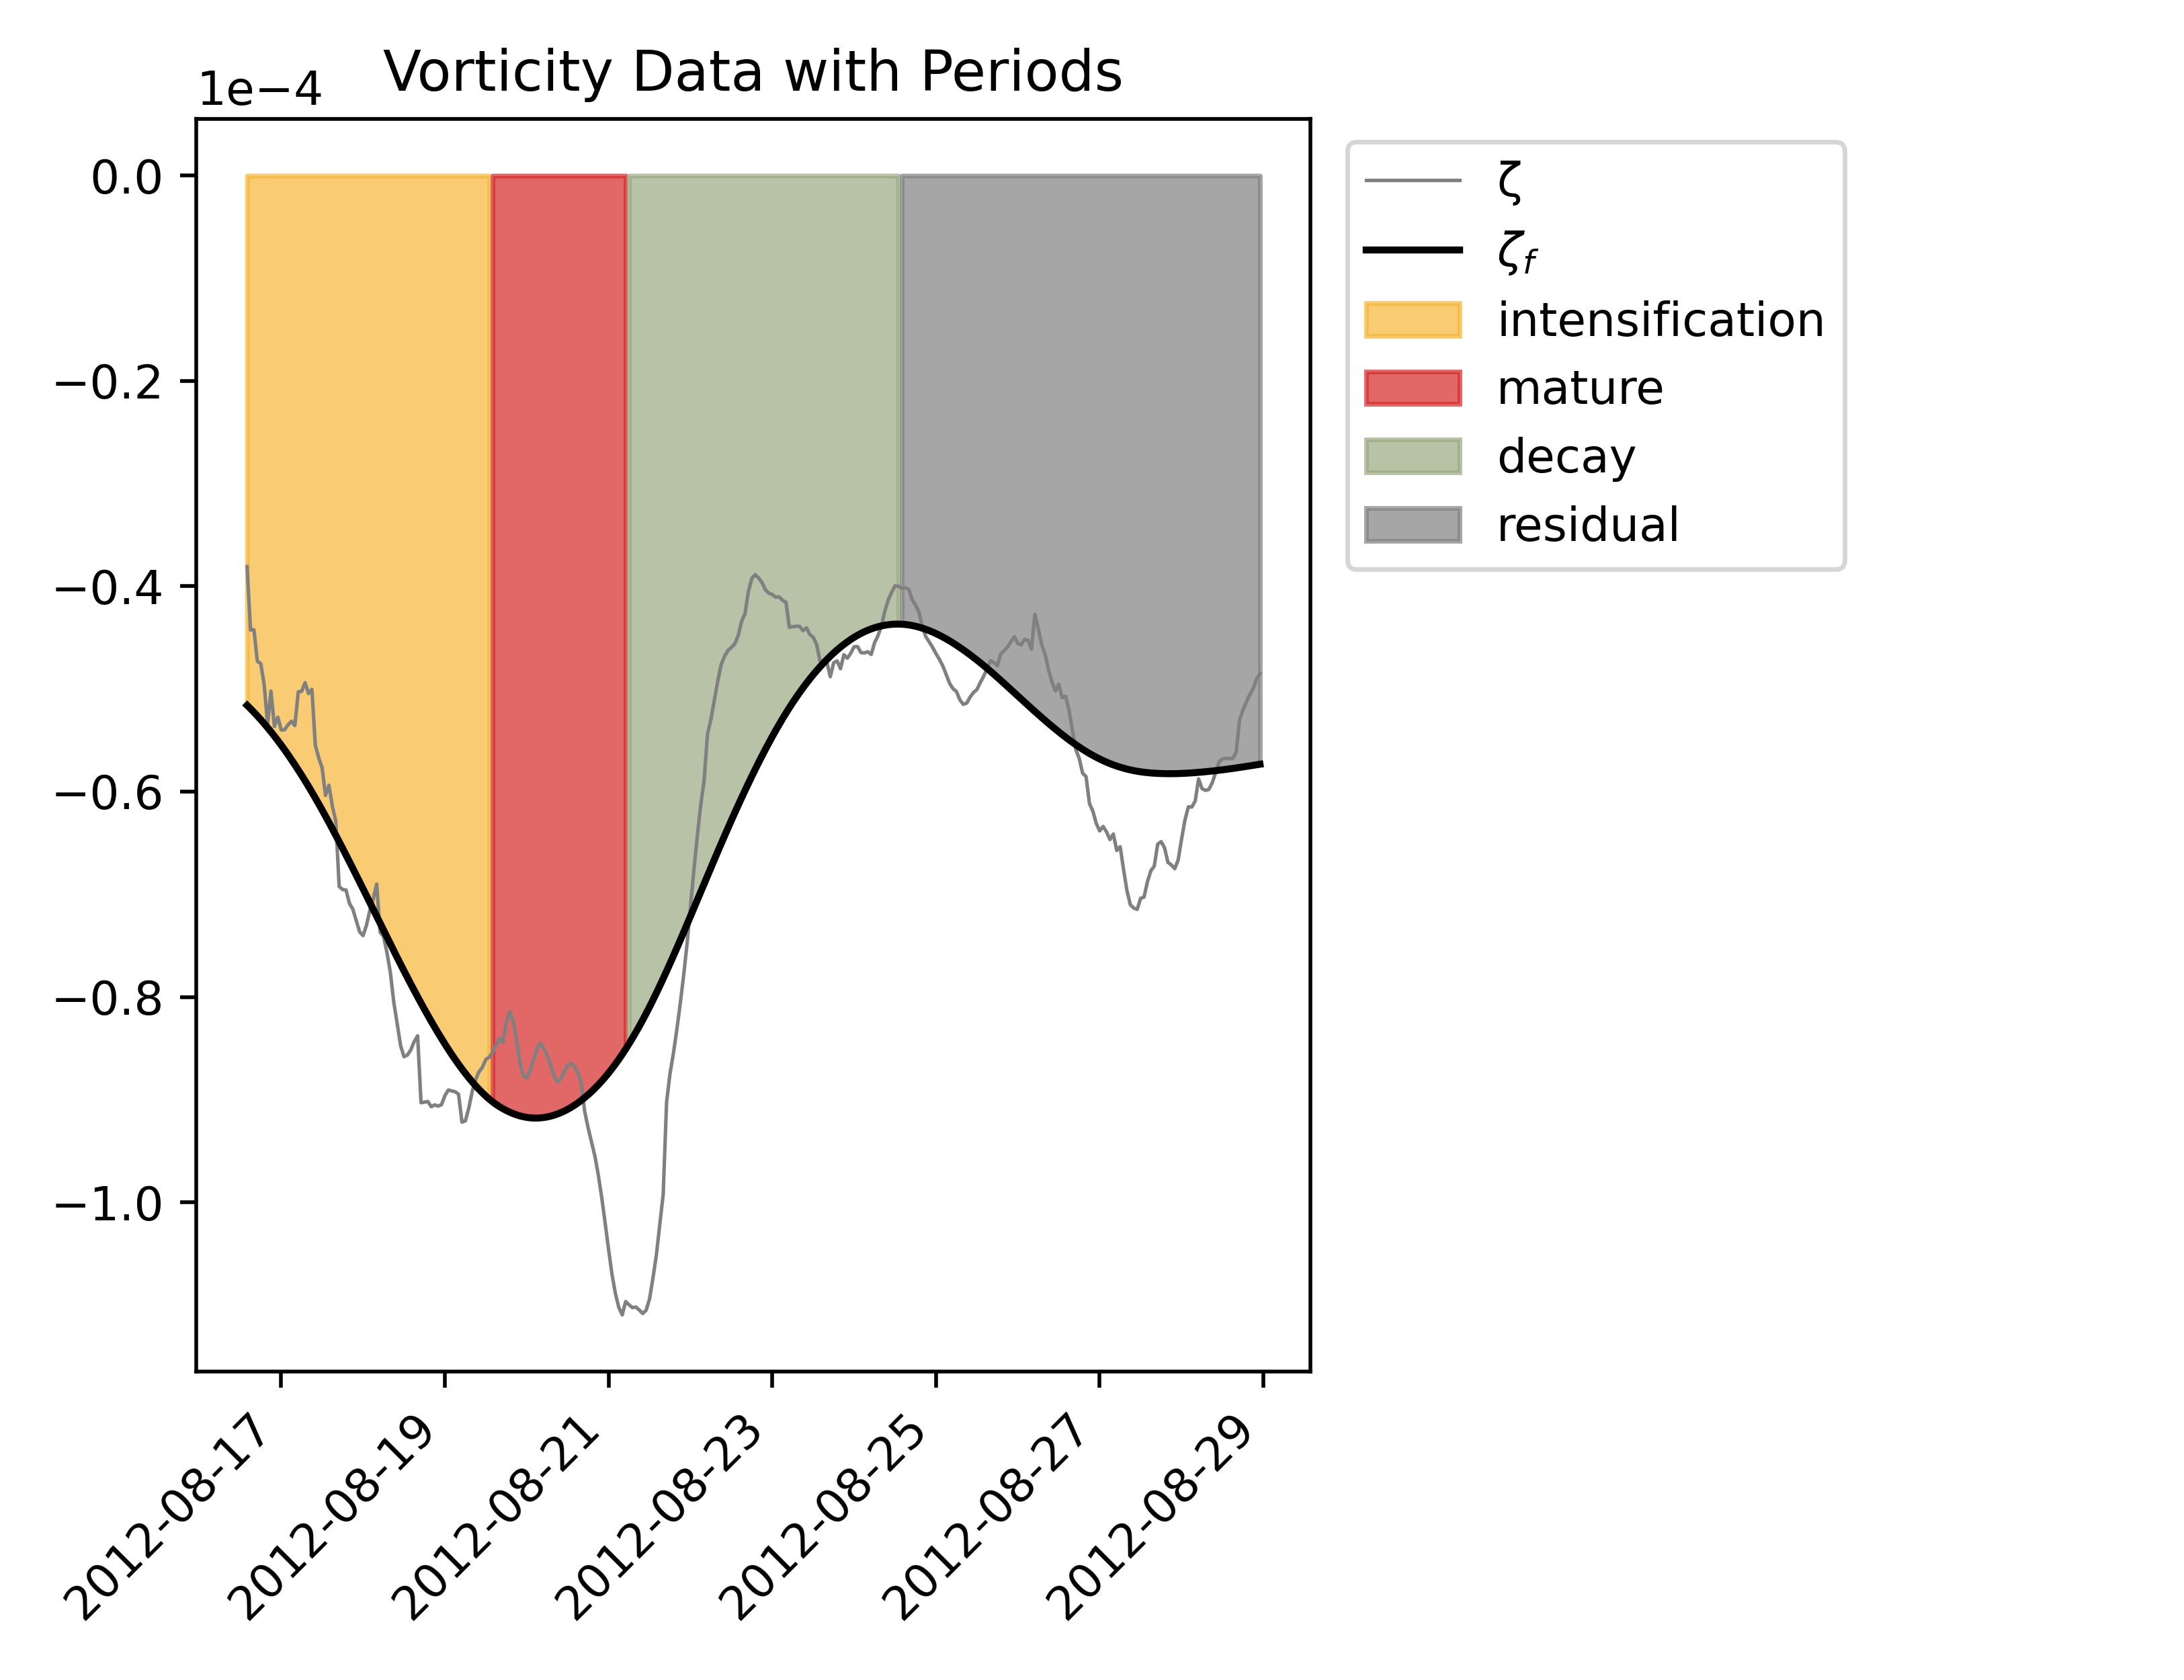 Vorticity Data with Periods
1e−4
0.0
−0.2
−0.4
−0.6
−0.8
−1.0
2012-08-17
2012-08-19
2012-08-21
2012-08-23
2012-08-25
2012-08-27
2012-08-29
ζ
ζf
intensification
mature
decay
residual